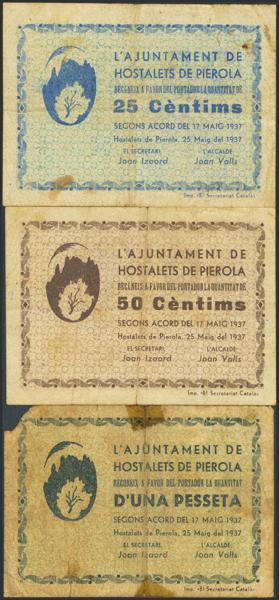 L'AJUNTAMENT DE
HOSTALETS DE PIEROLA
RECONEIX A FAVOR DEL PORTADOR LA QUANTITAT DE
25 Cèntims
SEGONS ACORD DEL 17 MAIG 1937
Hostalets de Pierola, 25 Maig del 1937
EL SECRETARI L'ALCALDE
Joan Izaard Joan Valls
Imp. «El Secretariat Català»
L'AJUNTAMENT DE
HOSTALETS DE PIEROLA
RECONEIX A FAVOR DEL PORTADOR LA QUANTITAT DE
50 Cèntims
SEGONS ACORD DEL 17 MAIG 1937
Hostalets de Pierola, 25 Maig del 1937
EL SECRETARI L'ALCALDE
Joan Izaard Joan Valls
Imp. «El Secretariat Català»
L'AJUNTAMENT DE
HOSTALETS DE PIEROLA
RECONEIX A FAVOR DEL PORTADOR LA QUANTITAT
D'UNA PESSETA
SEGONS ACORD DEL 17 MAIG 1937
Hostalets de Pierola, 25 Maig del 1937
EL SECRETARI L'ALCALDE
Joan Izaard Joan Valls
Imp. «El Secretariat Català»